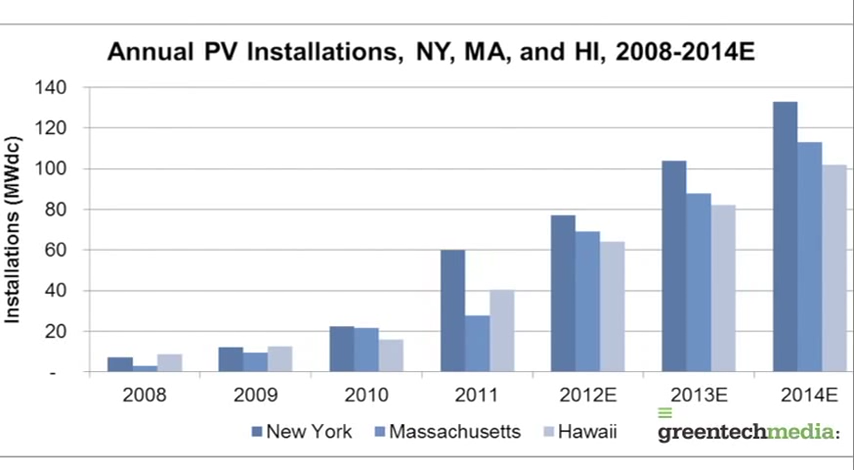 Annual PV Installations, NY, MA, and HI, 2008-2014E
Installations (MWdc)
140
120
100
80
60
40
20
-
2008 2009 2010 2011 2012E 2013E 2014E
New York Massachusetts Hawaii
greentechmedia: